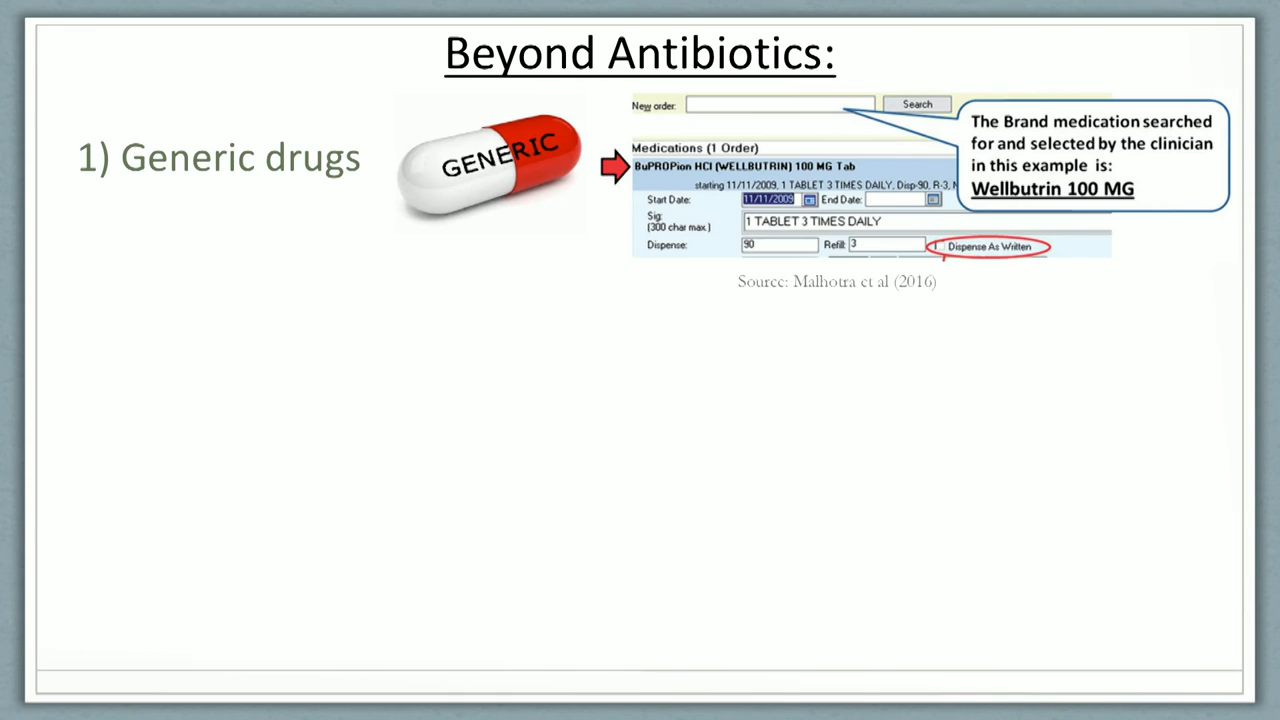 Beyond Antibiotics:
1) Generic drugs
GENERIC
New order:
Search
Medications (1 Order)
BuPROPion HCl (WELLBUTRIN) 100 MG Tab
starting 11/11/2009, 1 TABLET 3 TIMES DAILY, Disp-90, R-3,
Start Date: 11/11/2009 End Date:
Sig:
(300 char max.)
1 TABLET 3 TIMES DAILY
Dispense: 90 Refill: 3 Dispense As Written
The Brand medication searched
for and selected by the clinician
in this example is:
Wellbutrin 100 MG
Source: Malhotra et al (2016)